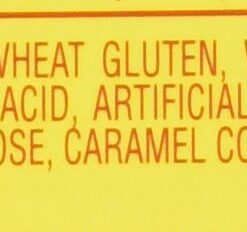 WHEAT GLUTEN,
ACID, ARTIFICIAL
OSE, CARAMEL CO